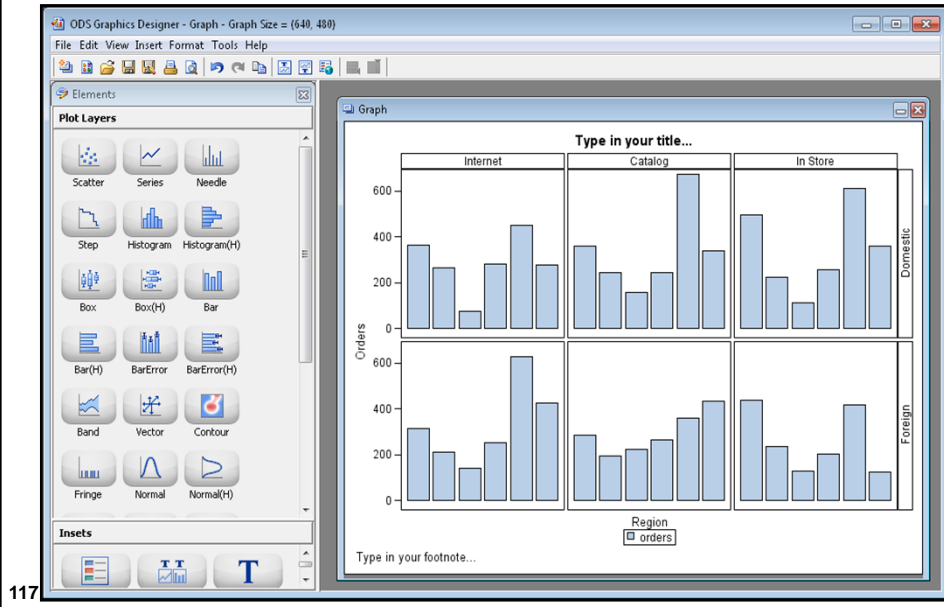 ODS Graphics Designer - Graph - Graph Size = (640, 480)
File Edit View Insert Format Tools Help
Elements
Plot Layers
Scatter Series Needle
Step Histogram Histogram(H)
Box Box(H) Bar
Bar(H) BarError BarError(H)
Band Vector Contour
Fringe Normal Normal(H)
Insets
T T T
Graph
Type in your title...
Internet Catalog In Store
600
400
200
0
Domestic
Orders
600
400
200
0
Foreign
Region
orders
Type in your footnote...
117